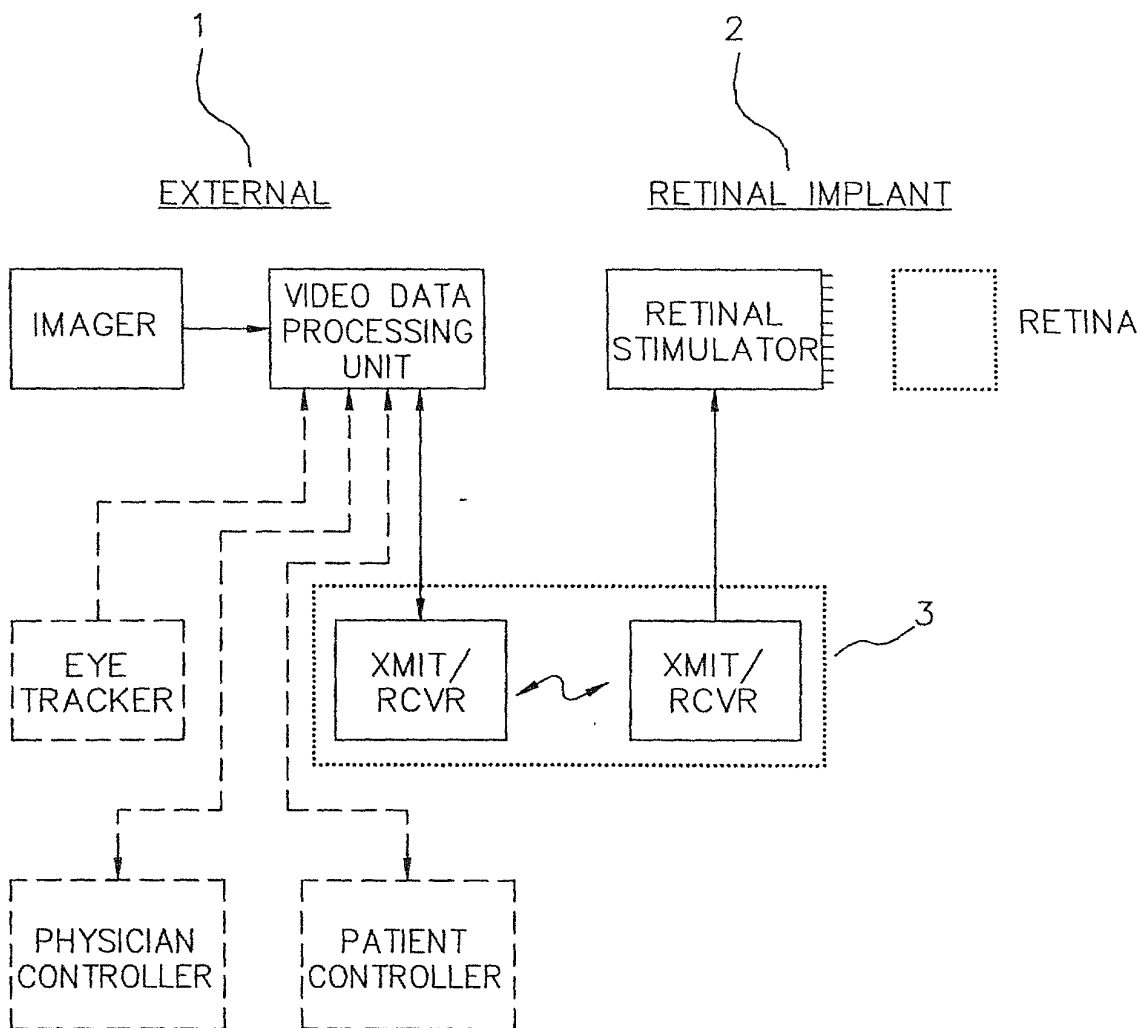 1
2
EXTERNAL
RETINAL IMPLANT
IMAGER
VIDEO DATA
PROCESSING
UNIT
RETINAL
STIMULATOR
RETINA
EYE
TRACKER
XMIT/
RCVR
XMIT/
RCVR
3
PHYSICIAN
CONTROLLER
PATIENT
CONTROLLER